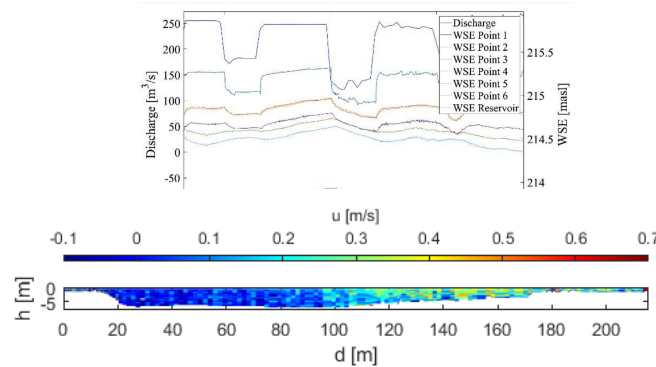 250
200
150
100
50
0
-50
Discharge [m³/s]
Discharge
WSE Point 1
WSE Point 2
WSE Point 3
WSE Point 4
WSE Point 5
WSE Point 6
WSE Reservoir
215.5
215
214.5
214
WSE [masl]
u [m/s]
-0.1 0 0.1 0.2 0.3 0.4 0.5 0.6 0.7
h [m]
0
-5
0 20 40 60 80 100 120 140 160 180 200
d [m]